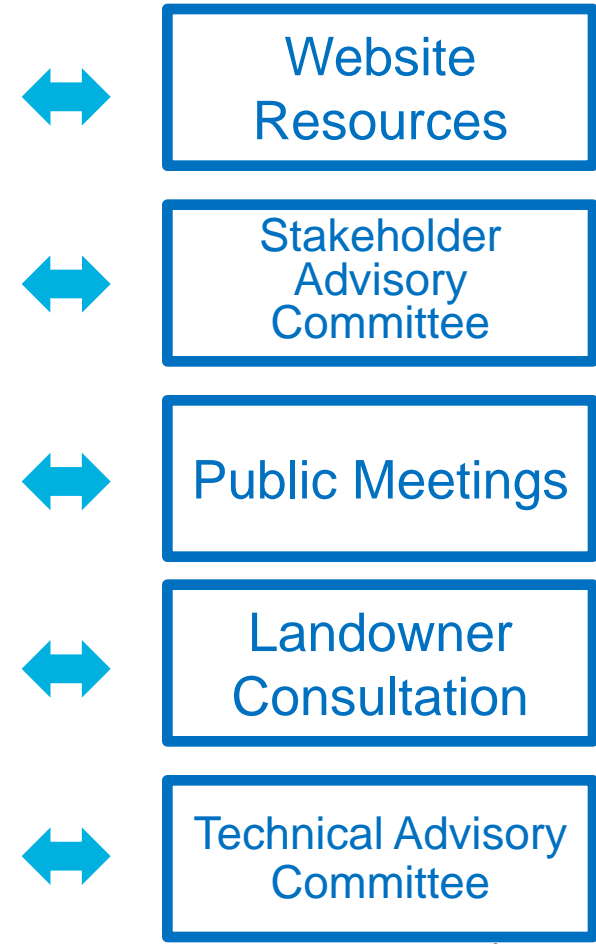 Website
Resources
Stakeholder
Advisory
Committee
Public Meetings
Landowner
Consultation
Technical Advisory
Committee